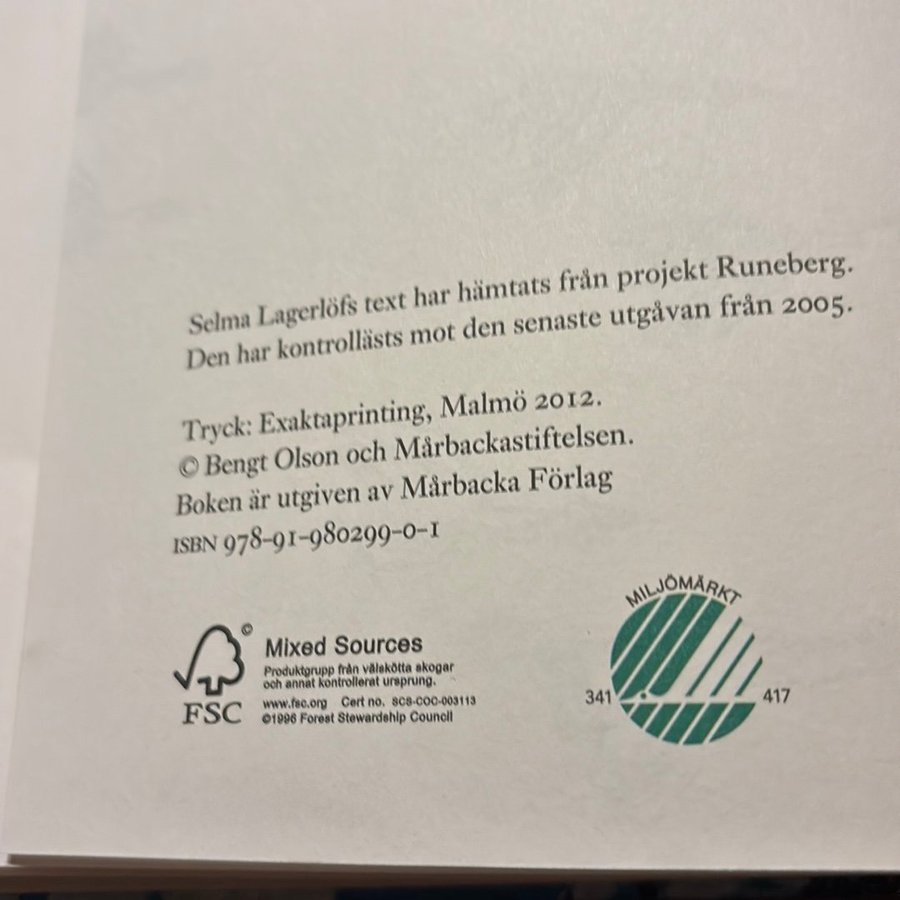 Selma Lagerlöfs text har hämtats från projekt Runeberg.
Den har kontrollästs mot den senaste utgåvan från 2005.
Tryck: Exaktaprinting, Malmö 2012.
© Bengt Olson och Mårbackastiftelsen.
Boken är utgiven av Mårbacka Förlag
ISBN 978-91-980299-0-1
©
FSC
Mixed Sources
Produktgrupp från välskötta skogar
och annat kontrollerat ursprung.
www.fsc.org Cert no. SCS-COC-003113
©1996 Forest Stewardship Council
MILJÖMÄRKT
341
417